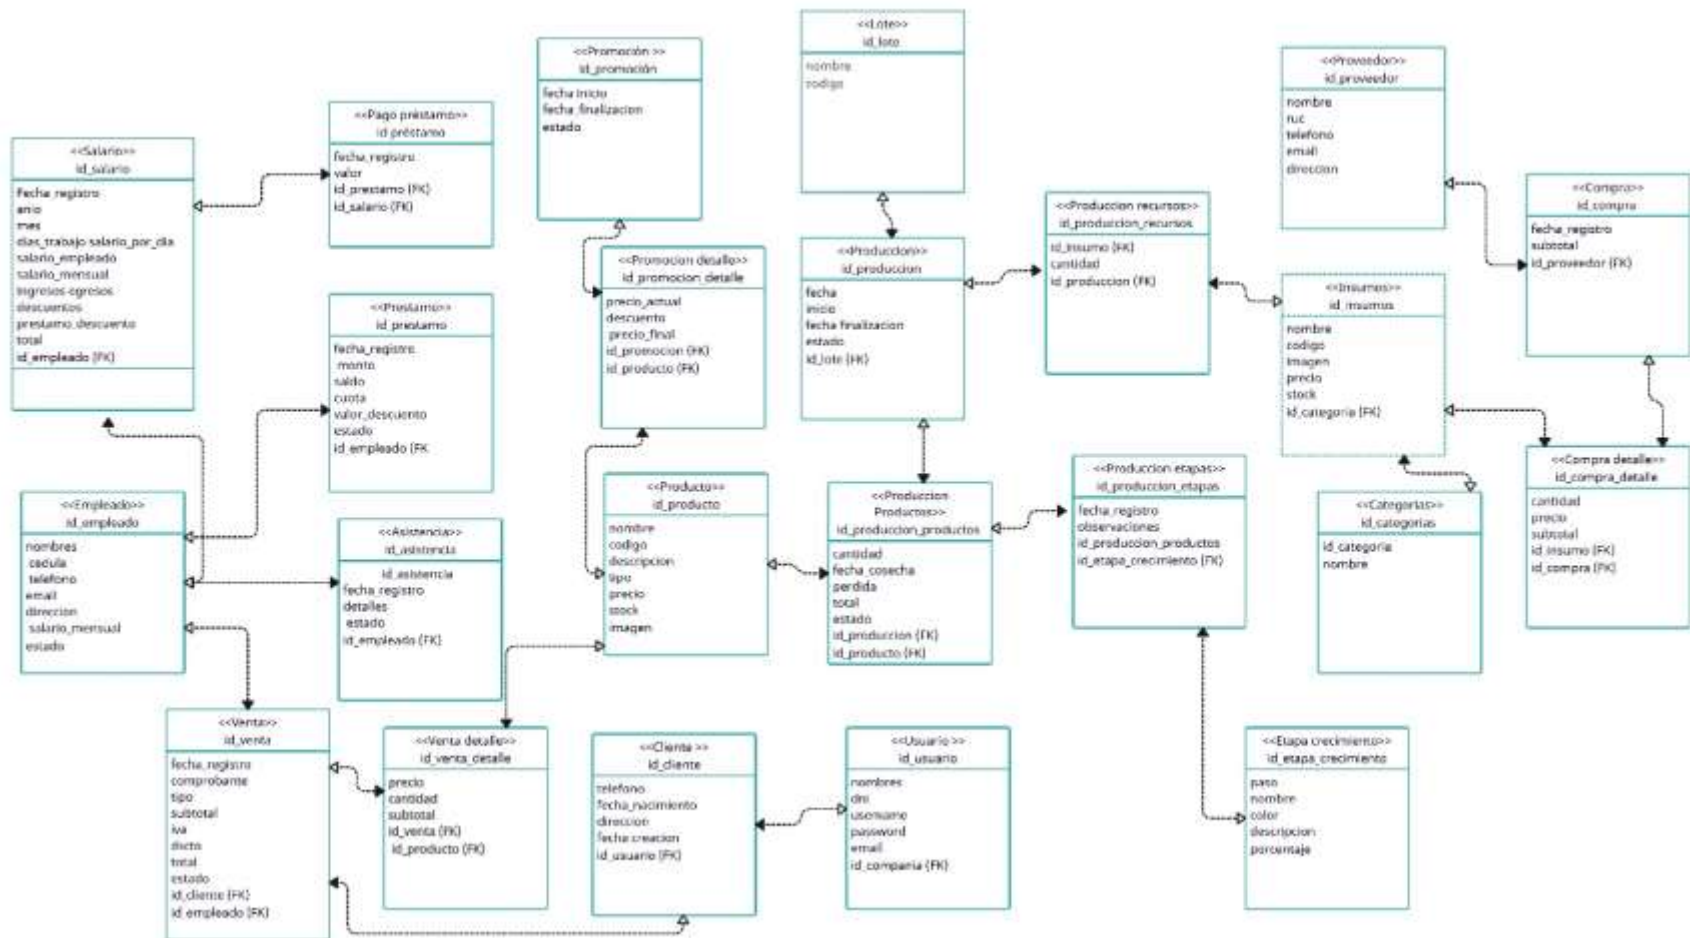 <<Salario>>
id_salario
Fecha_registro
anio
mes
dias_trabajo salario_por_dia
salario_empleado
salario_mensual
Ingresos egresos
descuentos
prestamo_descuento
total
id_empleado (FK)
<<Pago préstamo>>
id préstamo
fecha_registro
valor
id_prestamo (FK)
id_salario (FK)
<<Prestamo>>
id_prestamo
fecha_registro
monto
saldo
cuota
valor_descuento
estado
id_empleado (FK
<<Empleado>>
id_empleado
nombres
cedula
telefono
email
direccion
salario_mensual
estado
<<Asistencia>>
id_asistencia
id_asistencia
fecha_registro
detalles
estado
id_empleado (FK)
<<Venta>>
id_venta
fecha_registro
comprobante
tipo
subtotal
iva
dscto
total
estado
id_cliente (FK)
id_empleado (FK)
<<Venta detalle>>
id_venta_detalle
precio
cantidad
subtotal
id_venta (FK)
id_producto (FK)
<<Promoción >>
id_promoción
fecha inicio
fecha_finalizacion
estado
<<Promocion detalle>>
id_promocion_detalle
precio_actual
descuento
precio_final
id_promocion (FK)
id_producto (FK)
<<Producto>>
id_producto
nombre
codigo
descripcion
tipo
precio
stock
imagen
<<Cliente >>
id_cliente
telefono
fecha_nacimiento
direccion
fecha creacion
id_usuario (FK)
<<Usuario >>
id_usuario
nombres
dni
username
password
email
id_compania (FK)
<<Lote>>
id_lote
nombre
codigo
<<Produccion>>
id_produccion
fecha
inicio
fecha finalizacion
estado
id_lote (FK)
<<Produccion
Productos>>
id_produccion_productos
cantidad
fecha_cosecha
perdida
total
estado
id_produccion (FK)
id_producto (FK)
<<Produccion recursos>>
id_produccion_recursos
id_Insumo (FK)
cantidad
id_produccion (FK)
<<Produccion etapas>>
id_produccion_etapas
fecha_registro
observaciones
id_produccion_productos
id_etapa_crecimiento (FK)
<<Etapa crecimiento>>
id_etapa_crecimiento
paso
nombre
color
descripcion
porcentaje
<<Proveedor>>
id_proveedor
nombre
ruc
telefono
email
direccion
<<Insumos>>
id_insumos
nombre
codigo
imagen
precio
stock
id_categoria (FK)
<<Categorias>>
id_categorias
id_categoria
nombre
<<Compra>>
id_compra
fecha_registro
subtotal
id_proveedor (FK)
<<Compra detalle>>
id_compra_detalle
cantidad
precio
subtotal
id_insumo (FK)
id_compra (FK)